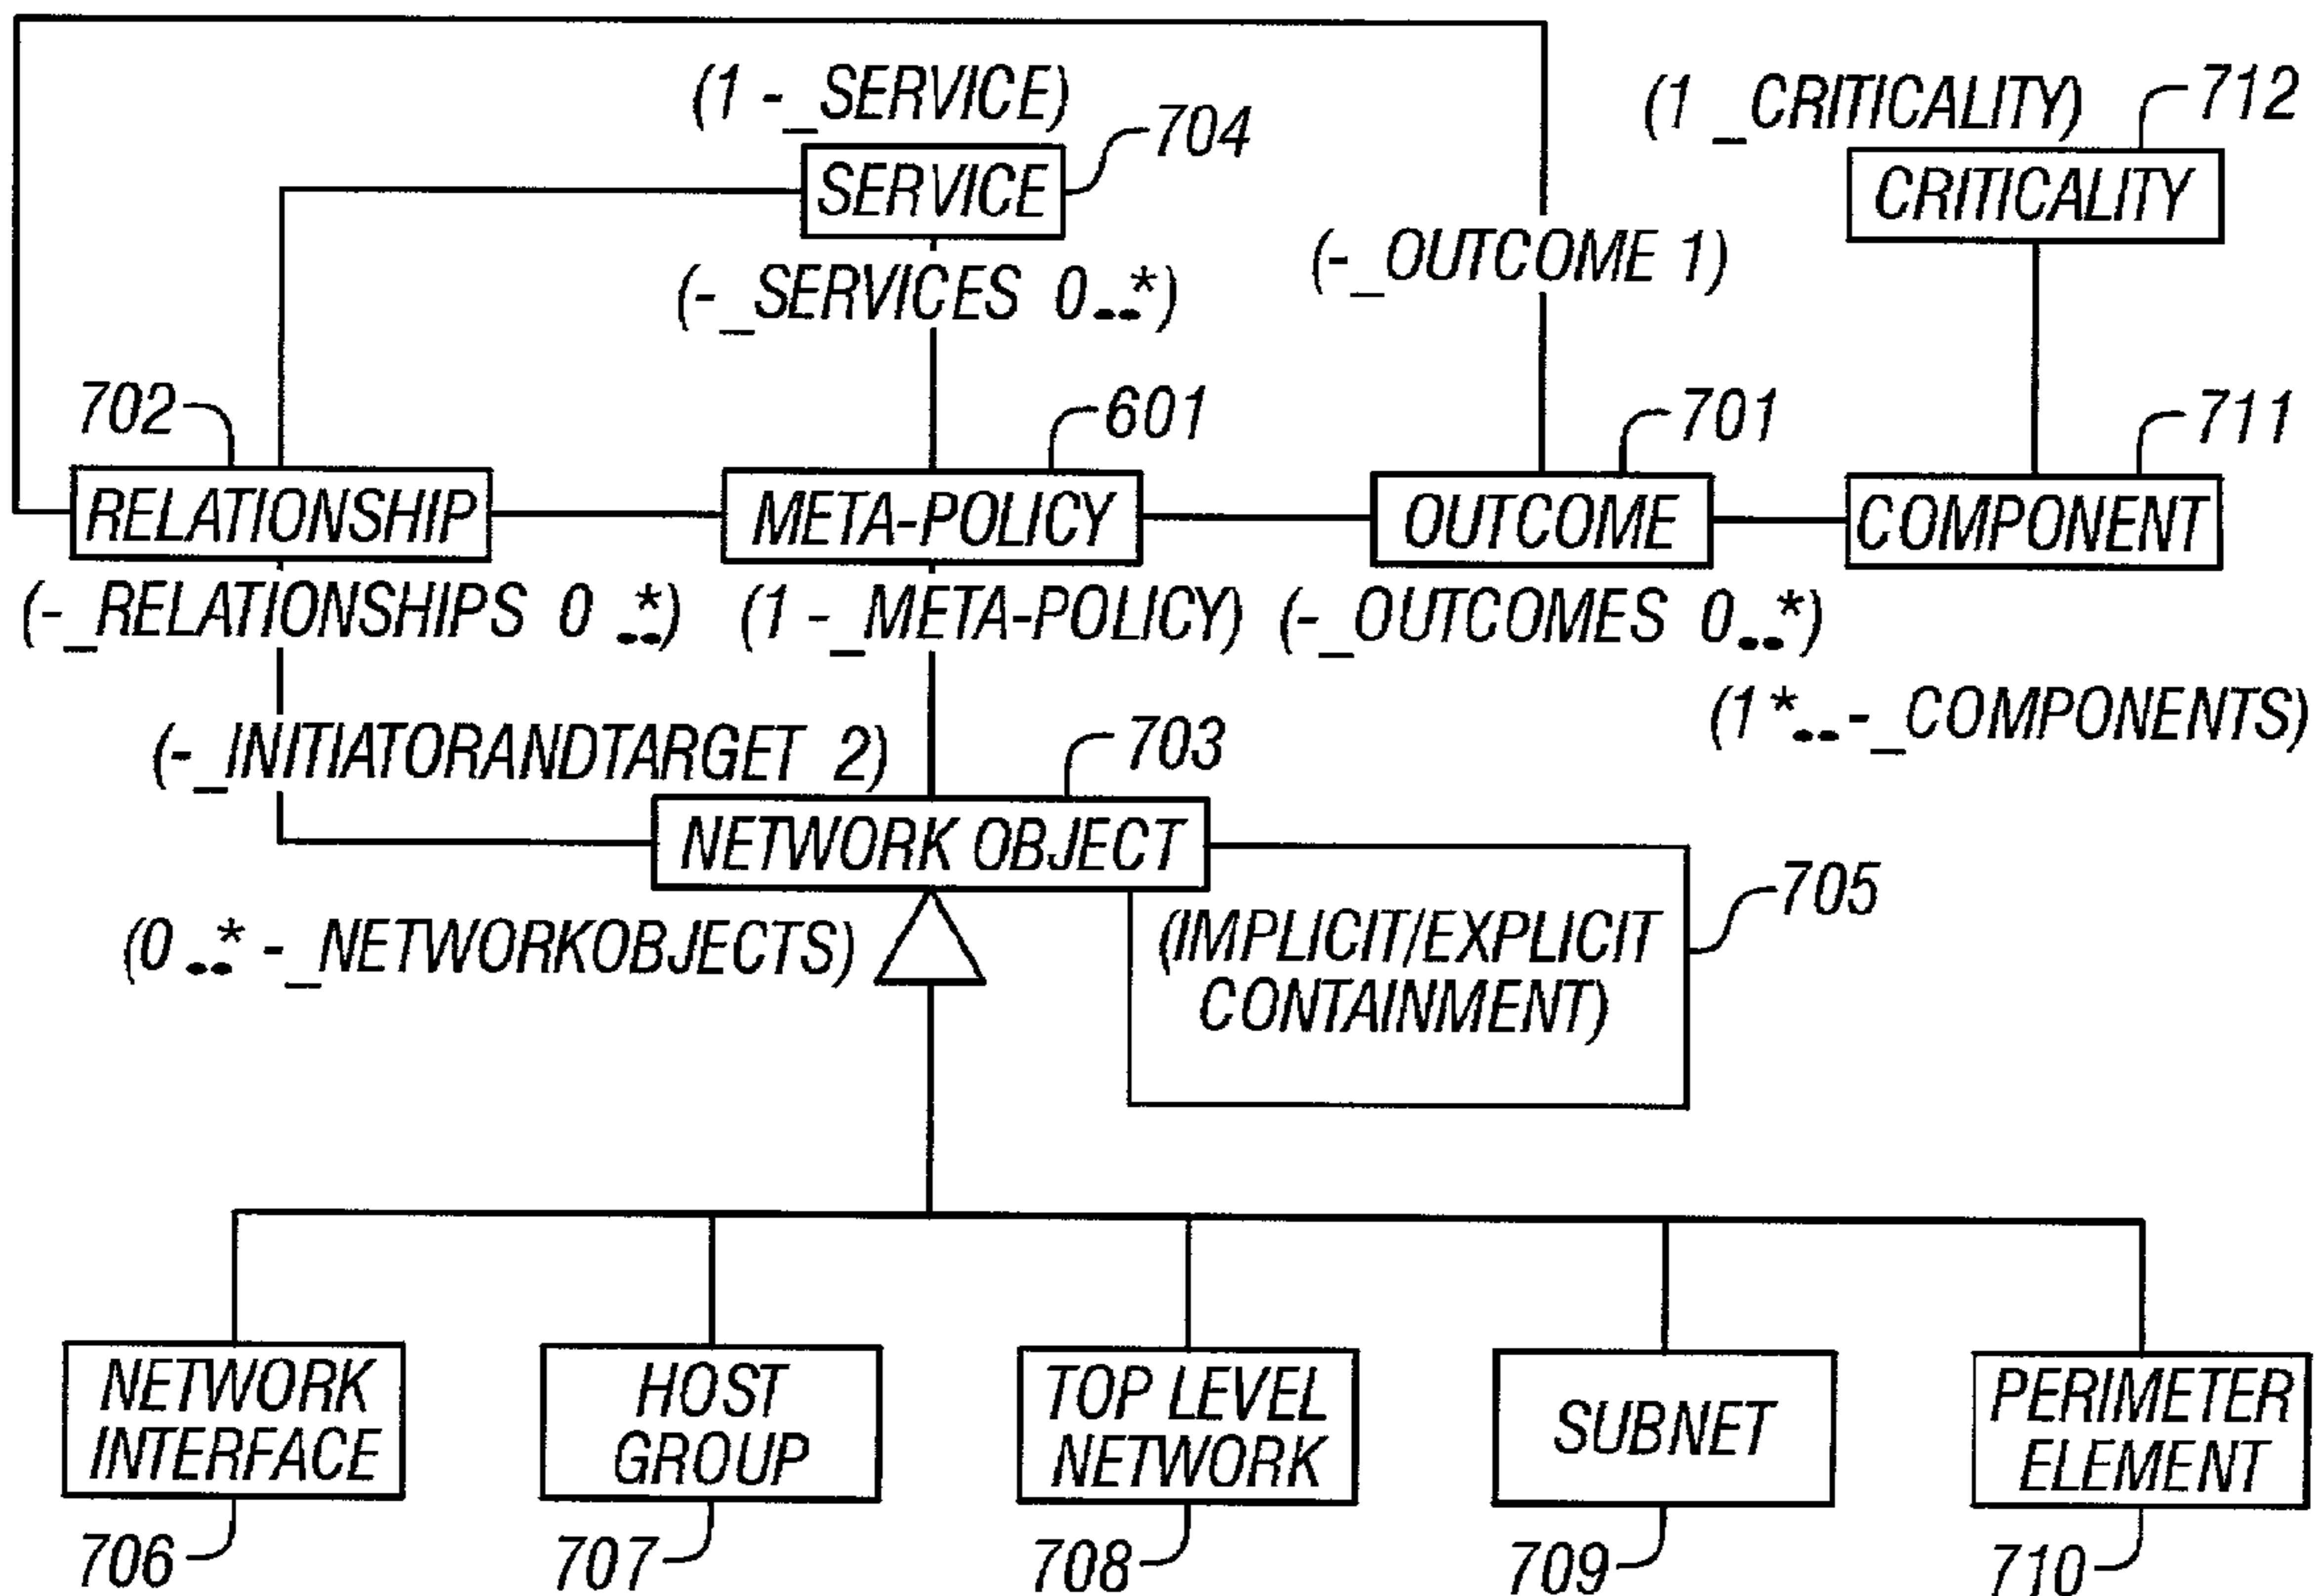 (1 -_SERVICE)
704
SERVICE
(-_SERVICES 0..*)
(-_OUTCOME 1)
(1 _CRITICALITY)
712
CRITICALITY
702
RELATIONSHIP
(-_RELATIONSHIPS 0 ..*)
601
META-POLICY
(1 -_META-POLICY)
701
OUTCOME
(-_OUTCOMES 0..*)
711
COMPONENT
(1 *..-_COMPONENTS)
(-_INITIATORANDTARGET 2)
703
NETWORK OBJECT
(0 ..* -_NETWORKOBJECTS)
(IMPLICIT/EXPLICIT
CONTAINMENT)
705
NETWORK
INTERFACE
706
HOST
GROUP
707
TOP LEVEL
NETWORK
708
SUBNET
709
PERIMETER
ELEMENT
710